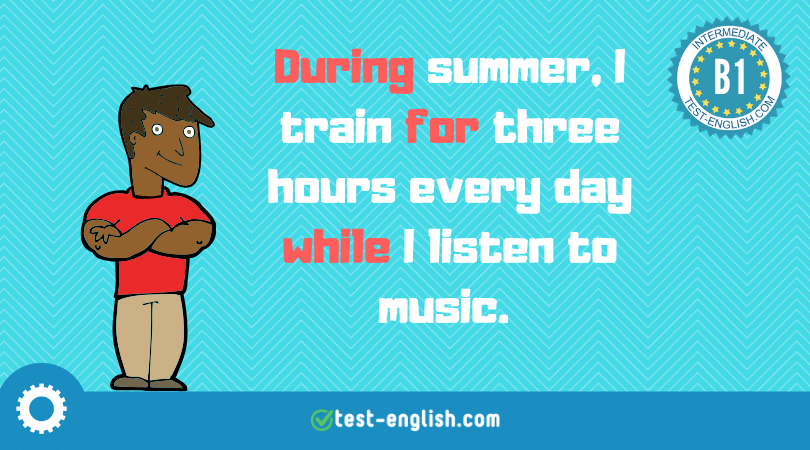 During summer, I
train for three
hours every day
while I listen to
music.
INTERMEDIATE
B1
TEST-ENGLISH.COM
test-english.com